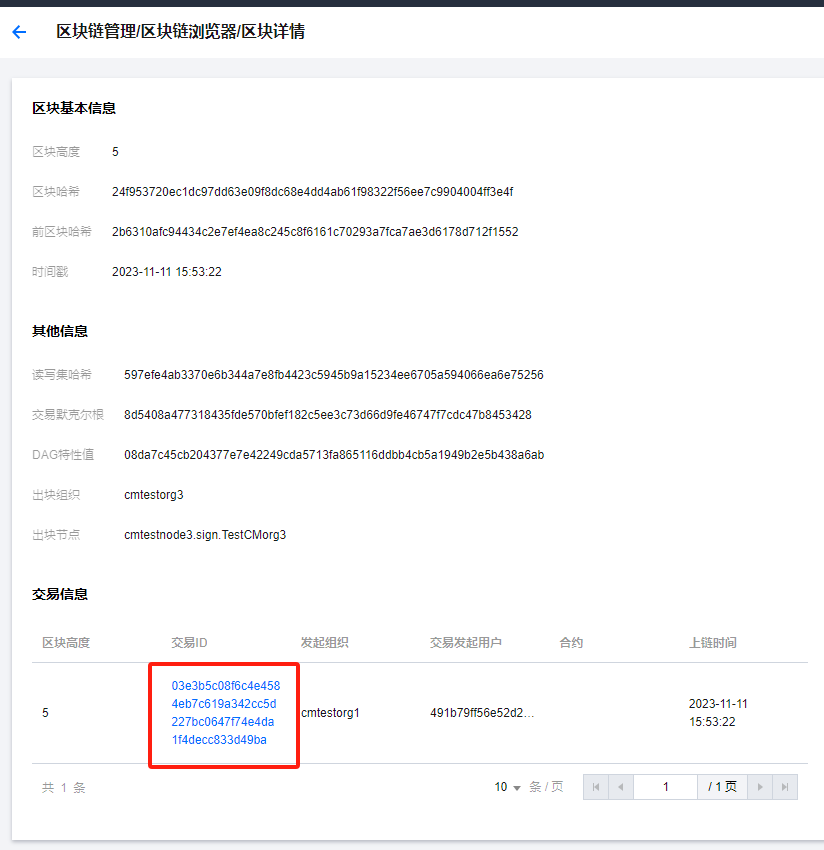 区块链管理/区块链浏览器/区块详情
区块基本信息
区块高度 5
区块哈希 24f953720ec1dc97dd63e09f8dc68e4dd4ab61f98322f56ee7c9904004ff3e4f
前区块哈希 2b6310afc94434c2e7ef4ea8c245c8f6161c70293a7fca7ae3d6178d712f1552
时间戳 2023-11-11 15:53:22
其他信息
读写集哈希 597efe4ab3370e6b344a7e8fb4423c5945b9a15234ee6705a594066ea6e75256
交易默克尔根 8d5408a477318435fde570bfef182c5ee3c73d66d9fe46747f7cdc47b8453428
DAG特性值 08da7c45cb204377e7e42249cda5713fa865116ddbb4cb5a1949b2e5b438a6ab
出块组织 cmtestorg3
出块节点 cmtestnode3.sign.TestCMorg3
交易信息
区块高度 交易ID 发起组织 交易发起用户 合约 上链时间
03e3b5c08f6c4e458
4eb7c619a342cc5d
227bc0647f74e4da
1f4decc833d49ba
5 cmtestorg1 491b79ff56e52d2...
2023-11-11
15:53:22
共 1 条 10 条 / 页 1 / 1 页